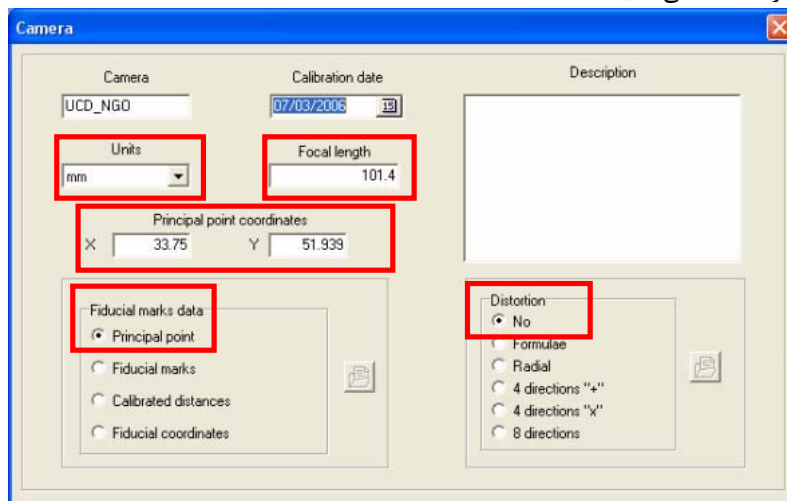 Camera
Camera
Calibration date
Description
UCD_NGO
07/03/2006
15
Units
Focal length
mm
101.4
Principal point coordinates
X 33.75 Y 51.939
Fiducial marks data
Principal point
Fiducial marks
Calibrated distances
Fiducial coordinates
Distortion
No
Formulae
Radial
4 directions "+"
4 directions "x"
8 directions